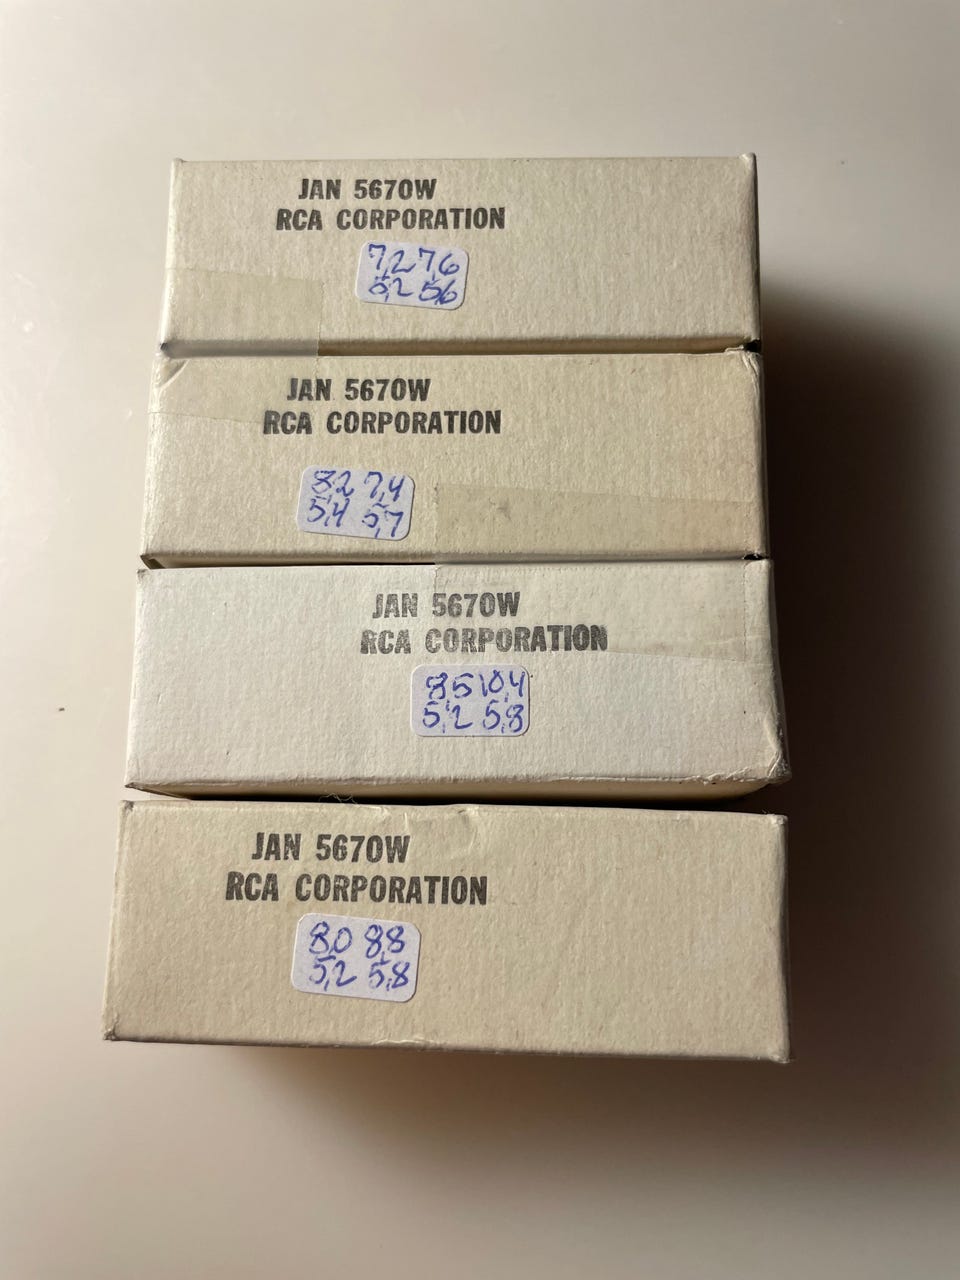 JAN 5670W
RCA CORPORATION
7,2 7,6
5,2 5,6
JAN 5670W
RCA CORPORATION
8,2 7,4
5,4 5,7
JAN 5670W
RCA CORPORATION
8,5 10,4
5,2 5,8
JAN 5670W
RCA CORPORATION
8,0 8,8
5,2 5,8